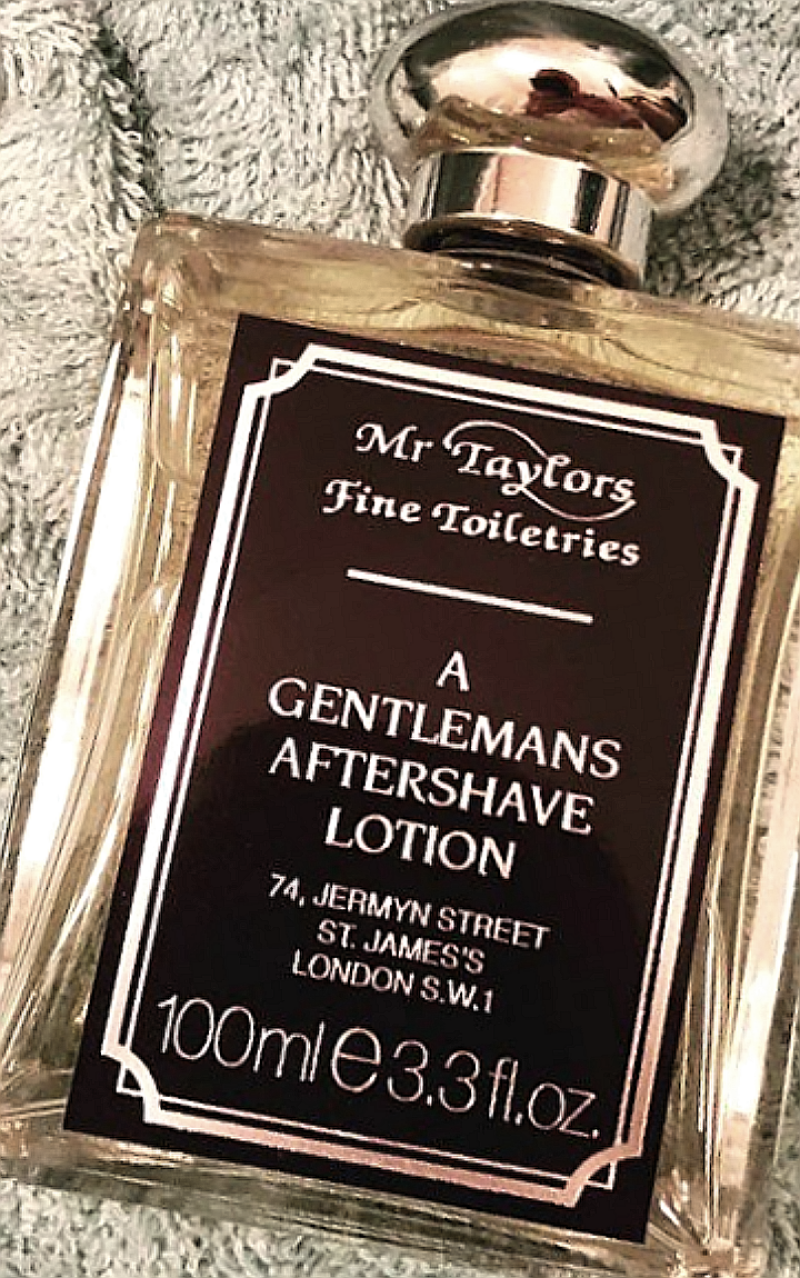 Mr Taylors
Fine Toiletries
A
GENTLEMANS
AFTERSHAVE
LOTION
74, JERMYN STREET
ST. JAMES'S
LONDON S.W.1
100ml e 3.3 fl.oz.